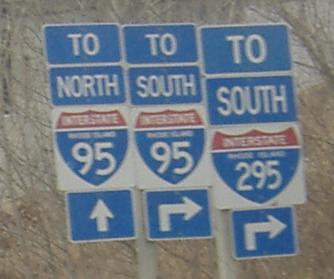 TO
NORTH
INTERSTATE
RHODE ISLAND
95
TO
SOUTH
INTERSTATE
RHODE ISLAND
95
TO
SOUTH
INTERSTATE
RHODE ISLAND
295